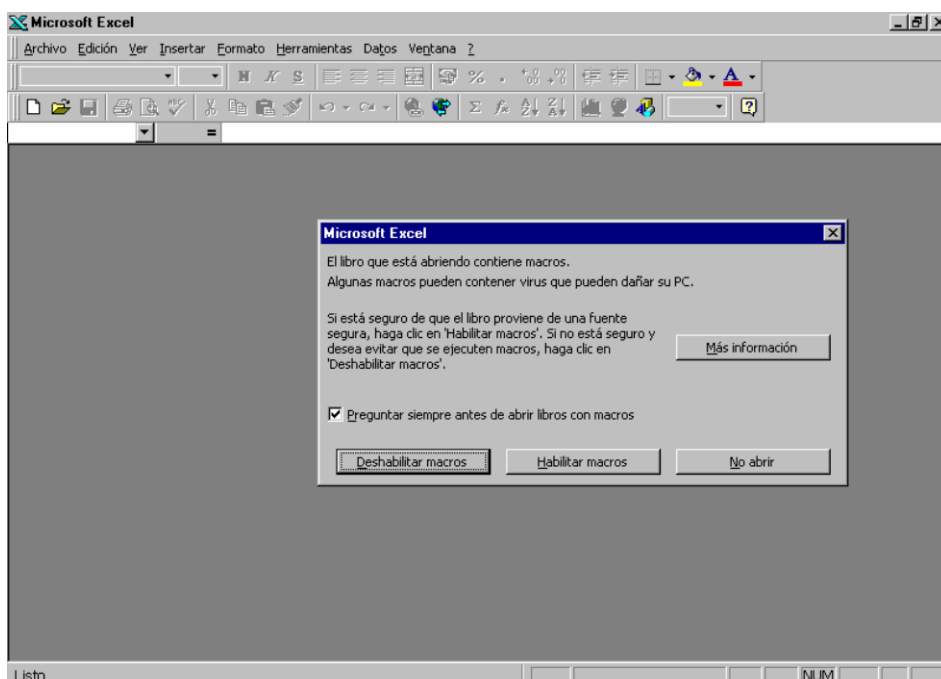 Microsoft Excel
Archivo Edición Ver Insertar Formato Herramientas Datos Ventana ?
N K S % =
Microsoft Excel
El libro que está abriendo contiene macros.
Algunas macros pueden contener virus que pueden dañar su PC.
Si está seguro de que el libro proviene de una fuente
segura, haga clic en 'Habilitar macros'. Si no está seguro y
desea evitar que se ejecuten macros, haga clic en
'Deshabilitar macros'.
Más información
Preguntar siempre antes de abrir libros con macros
Deshabilitar macros Habilitar macros No abrir
Listo NUM